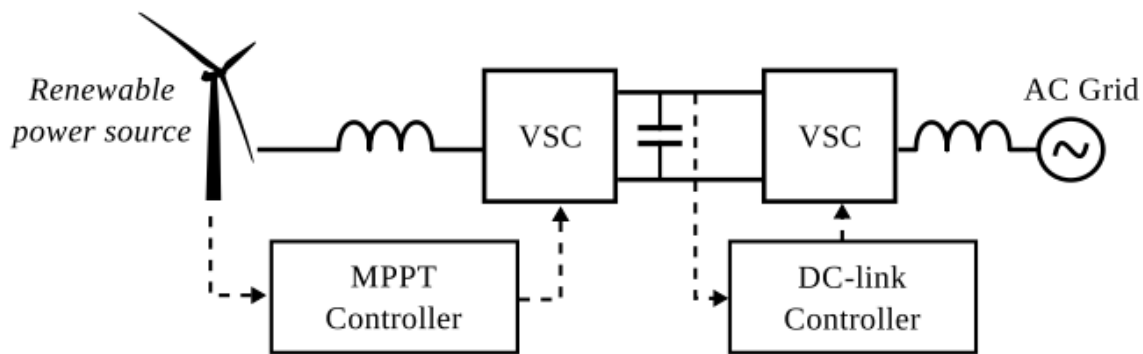 Renewable
power source
VSC
VSC
AC Grid
MPPT
Controller
DC-link
Controller